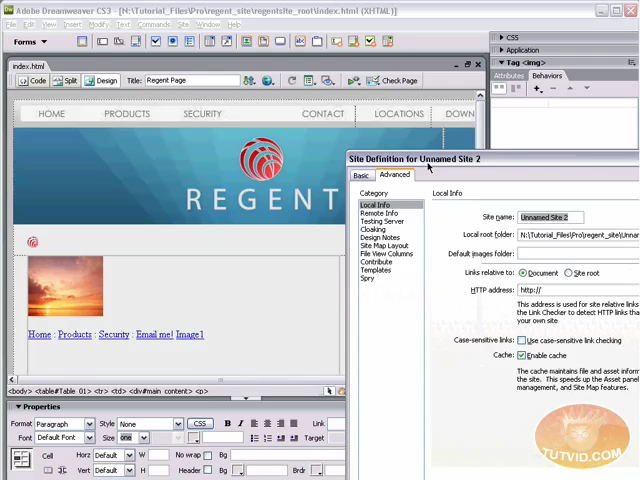 Adobe Dreamweaver CS3 - [N:\Tutorial_Files\Pro\regent_site\regentsite_root/index.html (XHTML)]
File Edit View Insert Modify Text Commands Site Window Help
Forms
CSS
Application
Tag <img>
Attributes Behaviors
index.html
Code Split Design Title: Regent Page Check Page
HOME PRODUCTS SECURITY CONTACT LOCATIONS DOWN
REGENT
Home : Products : Security : Email me! Image1
Site Definition for Unnamed Site 2
Basic Advanced
Category
Local Info
Remote Info
Testing Server
Cloaking
Design Notes
Site Map Layout
File View Columns
Contribute
Templates
Spry
Local Info
Site name: Unnamed Site 2
Local root folder: N:\Tutorial_Files\Pro\regent_site\Unnar
Default images folder:
Links relative to: Document Site root
HTTP address: http://
This address is used for site relative links
the Link Checker to detect HTTP links tha
your own site
Case-sensitive links: Use case-sensitive link checking
Cache: Enable cache
The cache maintains file and asset inform
the site. This speeds up the Asset panel
management, and Site Map features.
<body> <table#Table_01> <tr> <td> <div#main content> <p>
Properties
Format Paragraph Style None CSS B I Link
Font Default Font Size one Target
Cell Horz Default W No wrap Bg
Vert Default H Header Bg Brdr
TUTVID.COM